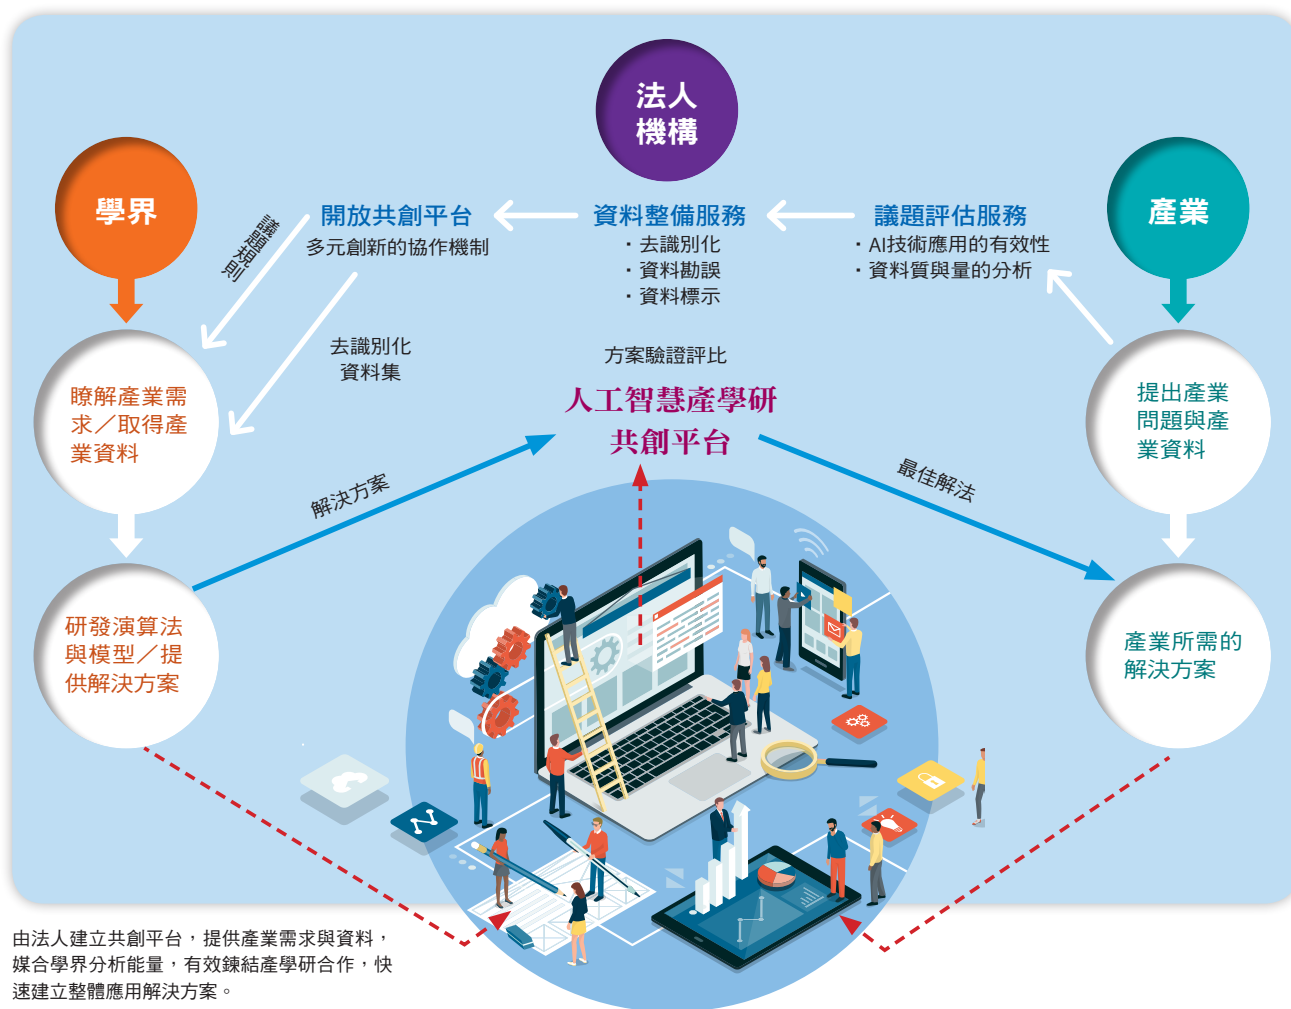 法人
機構
學界
產業
開放共創平台
多元創新的協作機制
資料整備服務
・去識別化
・資料勘誤
・資料標示
議題評估服務
・AI技術應用的有效性
・資料質與量的分析
議題規則
去識別化
資料集
方案驗證評比
人工智慧產學研
共創平台
瞭解產業需
求／取得產
業資料
提出產業
問題與產
業資料
解決方案
最佳解法
研發演算法
與模型／提
供解決方案
產業所需的
解決方案
由法人建立共創平台，提供產業需求與資料，
媒合學界分析能量，有效鍊結產學研合作，快
速建立整體應用解決方案。